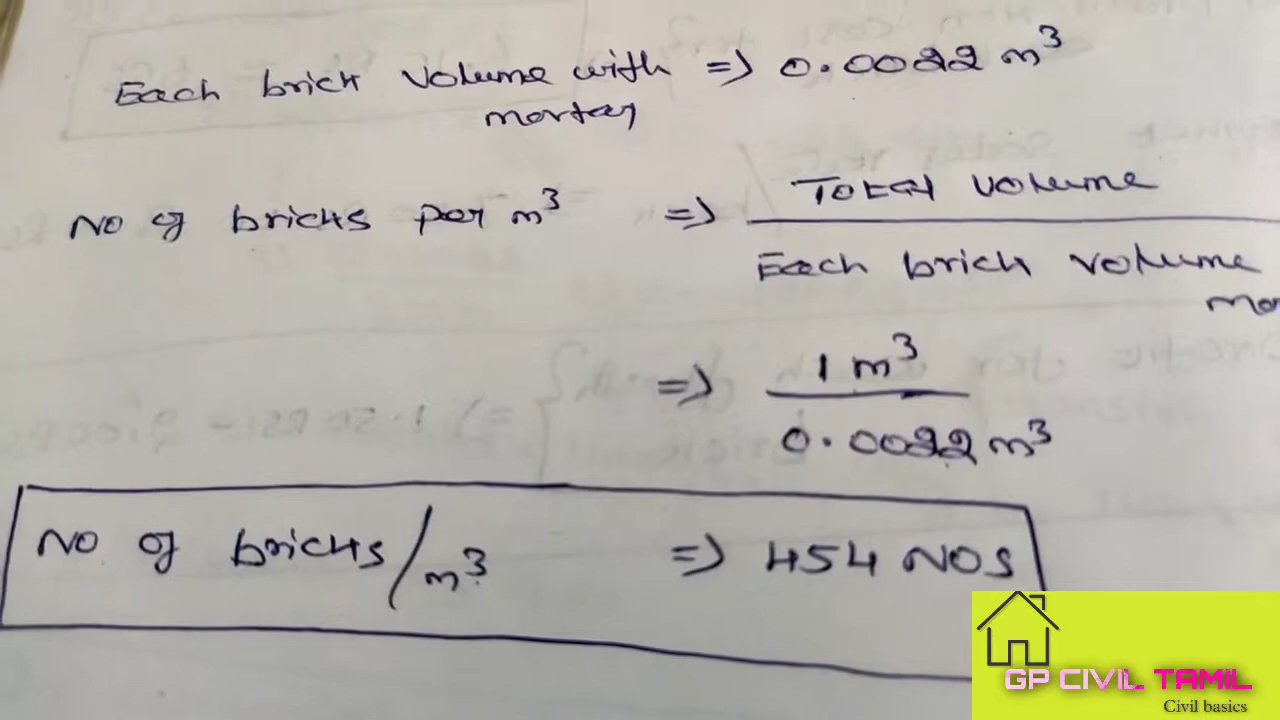 Each brick volume with => 0.0022 m³
mortar
No of bricks per m³ => Total volume
Each brick volume
mo
=> 1 m³
0.0022 m³
No of bricks/m³ => 454 NOS
GP CIVIL TAMIL
Civil basics